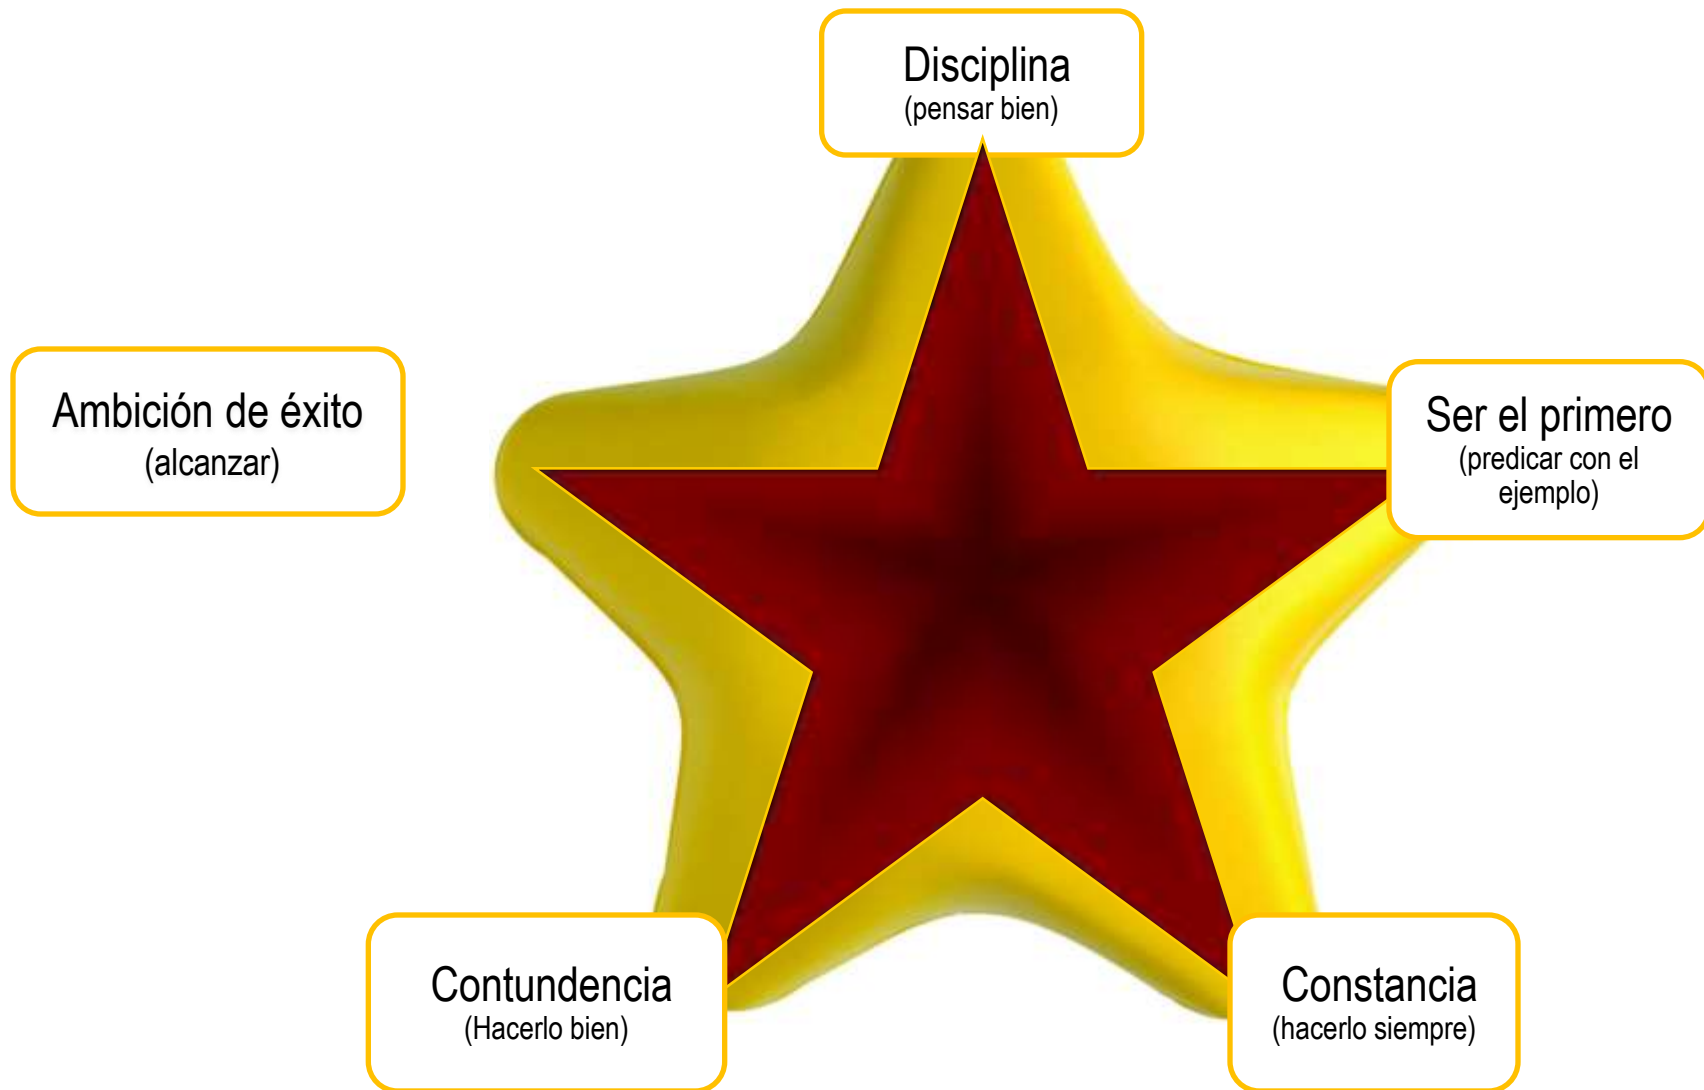 Disciplina
(pensar bien)
Ambición de éxito
(alcanzar)
Ser el primero
(predicar con el
ejemplo)
Contundencia
(Hacerlo bien)
Constancia
(hacerlo siempre)